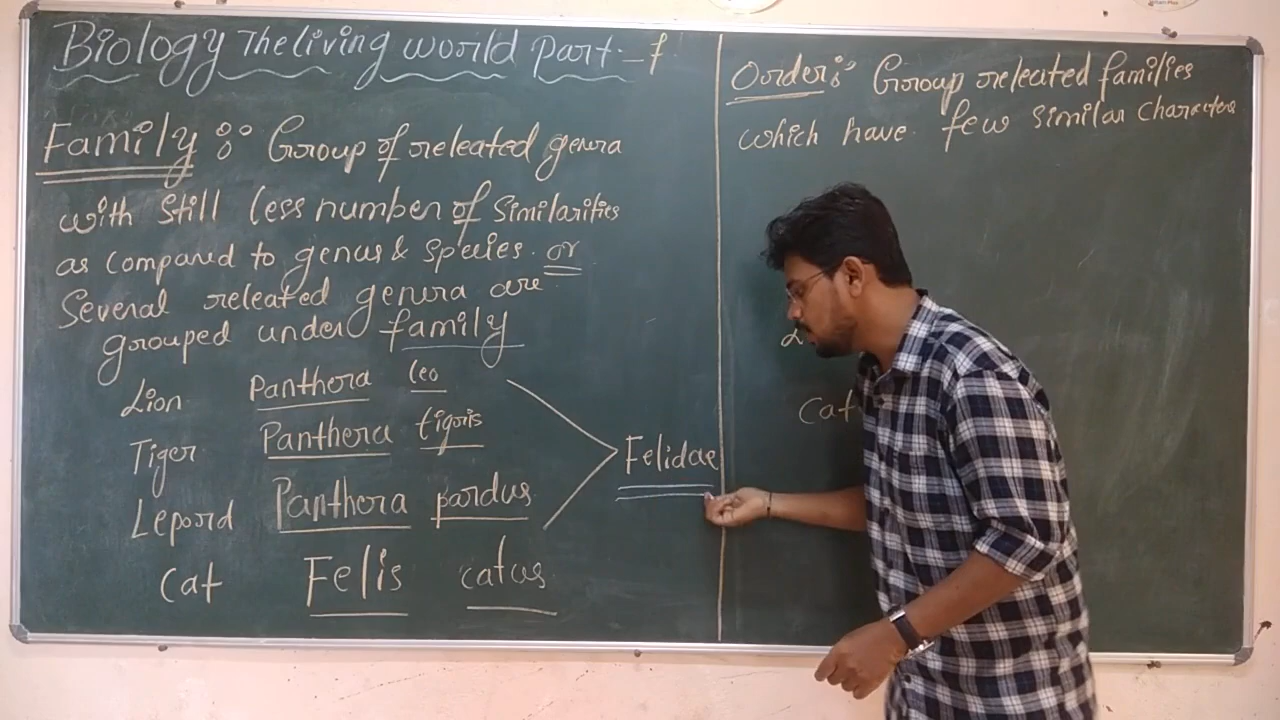 Biology The living world part - f
Family :: Group of releated genera
with still less number of similarities
as compared to genus & species. or
Several releated genera are
grouped under family
Lion Panthera leo
Tiger Panthera tigris
Lepord Panthera pardus
Cat Felis catus
Felidae
Order :: Group releated families
which have few similar characters
Cat